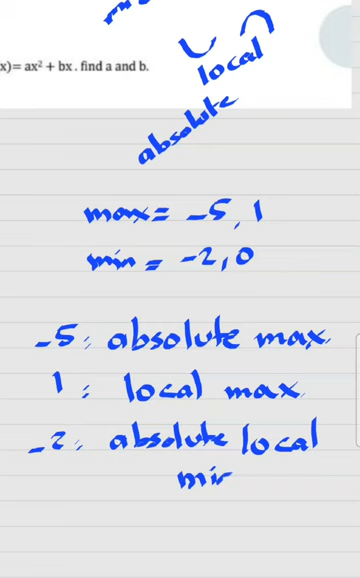 local
x)= ax² + bx. find a and b.
absolute
max= -5, 1
min = -2, 0
-5: absolute max
1: local max
-2: absolute local
min